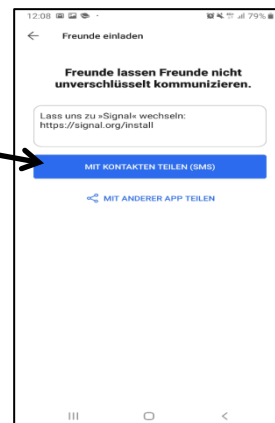 12:08
79%
Freunde einladen
Freunde lassen Freunde nicht
unverschlüsselt kommunizieren.
Lass uns zu »Signal« wechseln:
https://signal.org/install
MIT KONTAKTEN TEILEN (SMS)
MIT ANDERER APP TEILEN